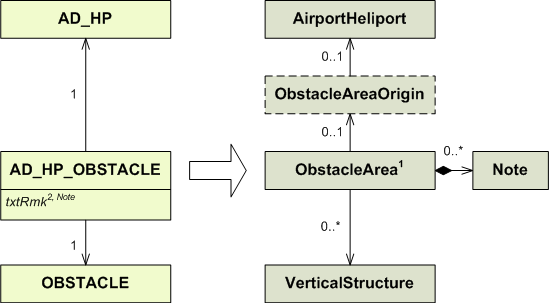 AD_HP
AirportHeliport
1
0..1
ObstacleAreaOrigin
0..1
AD_HP_OBSTACLE
txtRmk2, Note
ObstacleArea1
0..*
Note
1
0..*
OBSTACLE
VerticalStructure